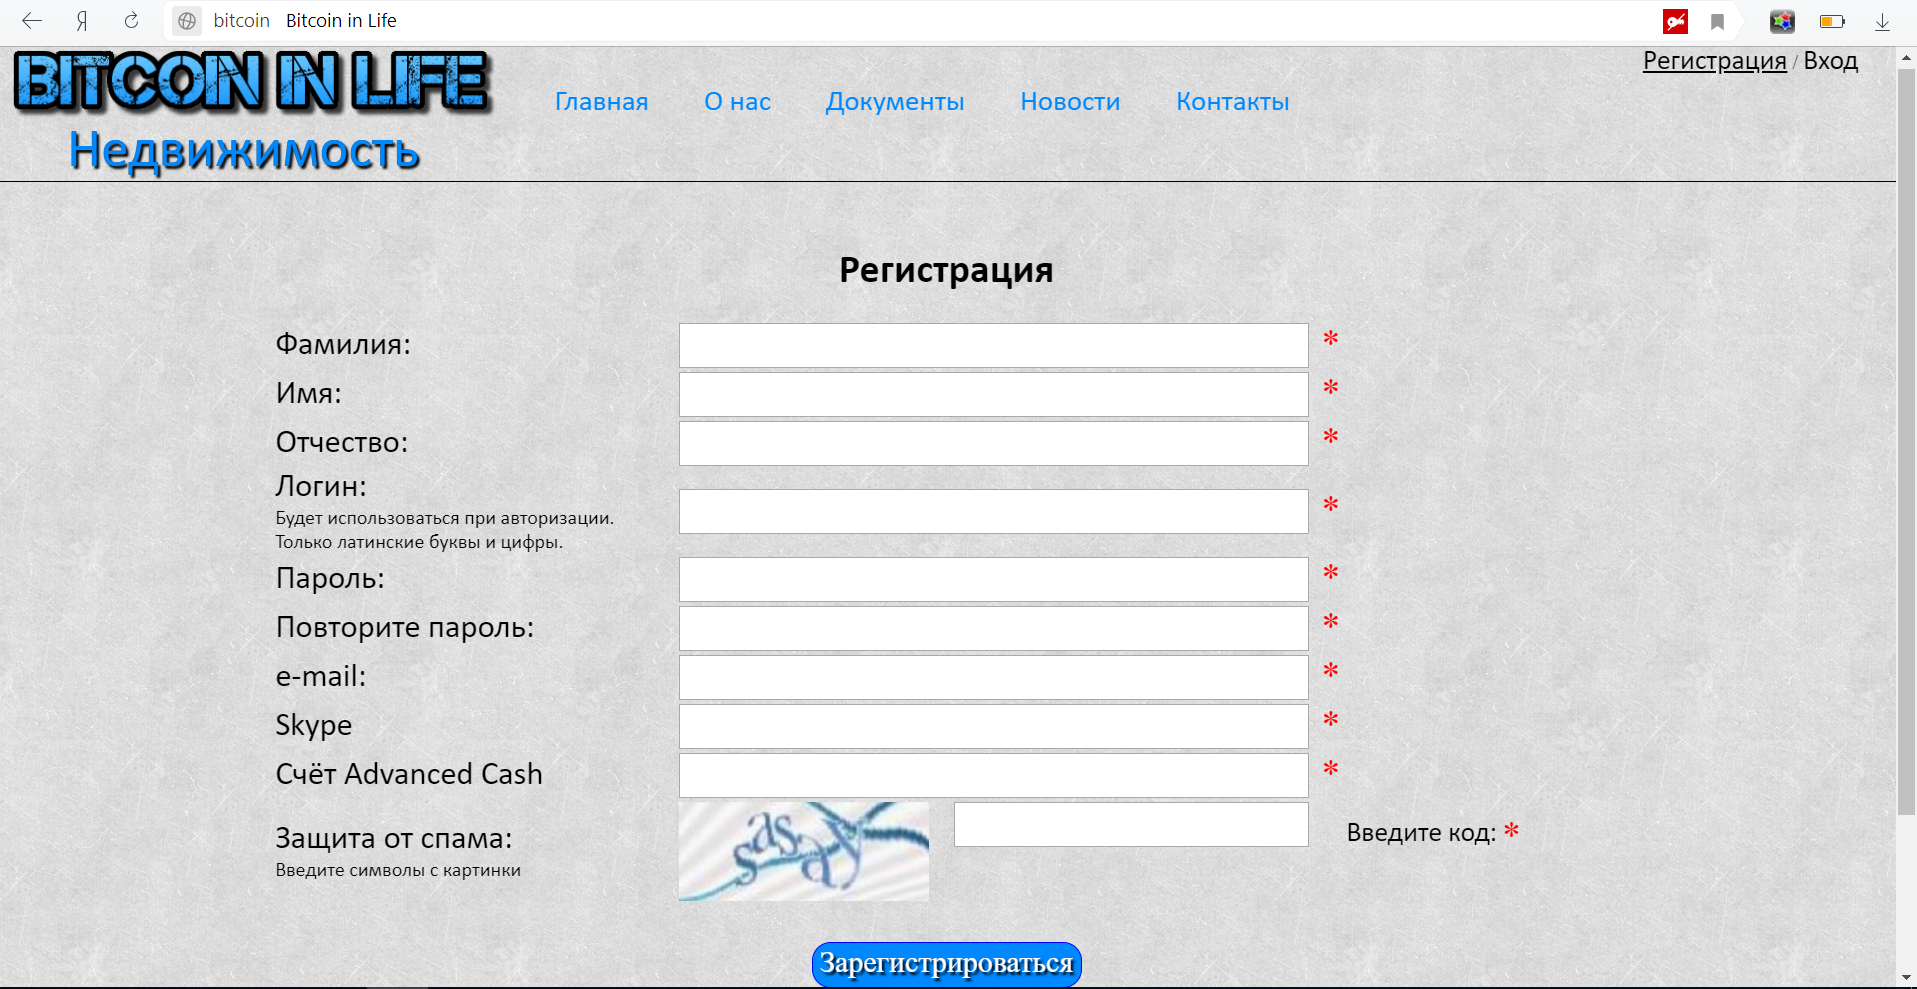 bitcoin Bitcoin in Life
BITCOIN IN LIFE
Недвижимость
Главная О нас Документы Новости Контакты
Регистрация / Вход
Регистрация
Фамилия: *
Имя: *
Отчество: *
Логин: *
Будет использоваться при авторизации.
Только латинские буквы и цифры.
Пароль: *
Повторите пароль: *
e-mail: *
Skype *
Счёт Advanced Cash *
Защита от спама:
Введите символы с картинки
Введите код: *
Зарегистрироваться